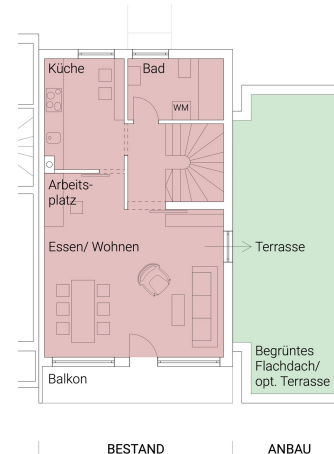 Küche
Bad
WM
Arbeits-
platz
Essen/ Wohnen
Terrasse
Begrüntes
Flachdach/
opt. Terrasse
Balkon
BESTAND
ANBAU